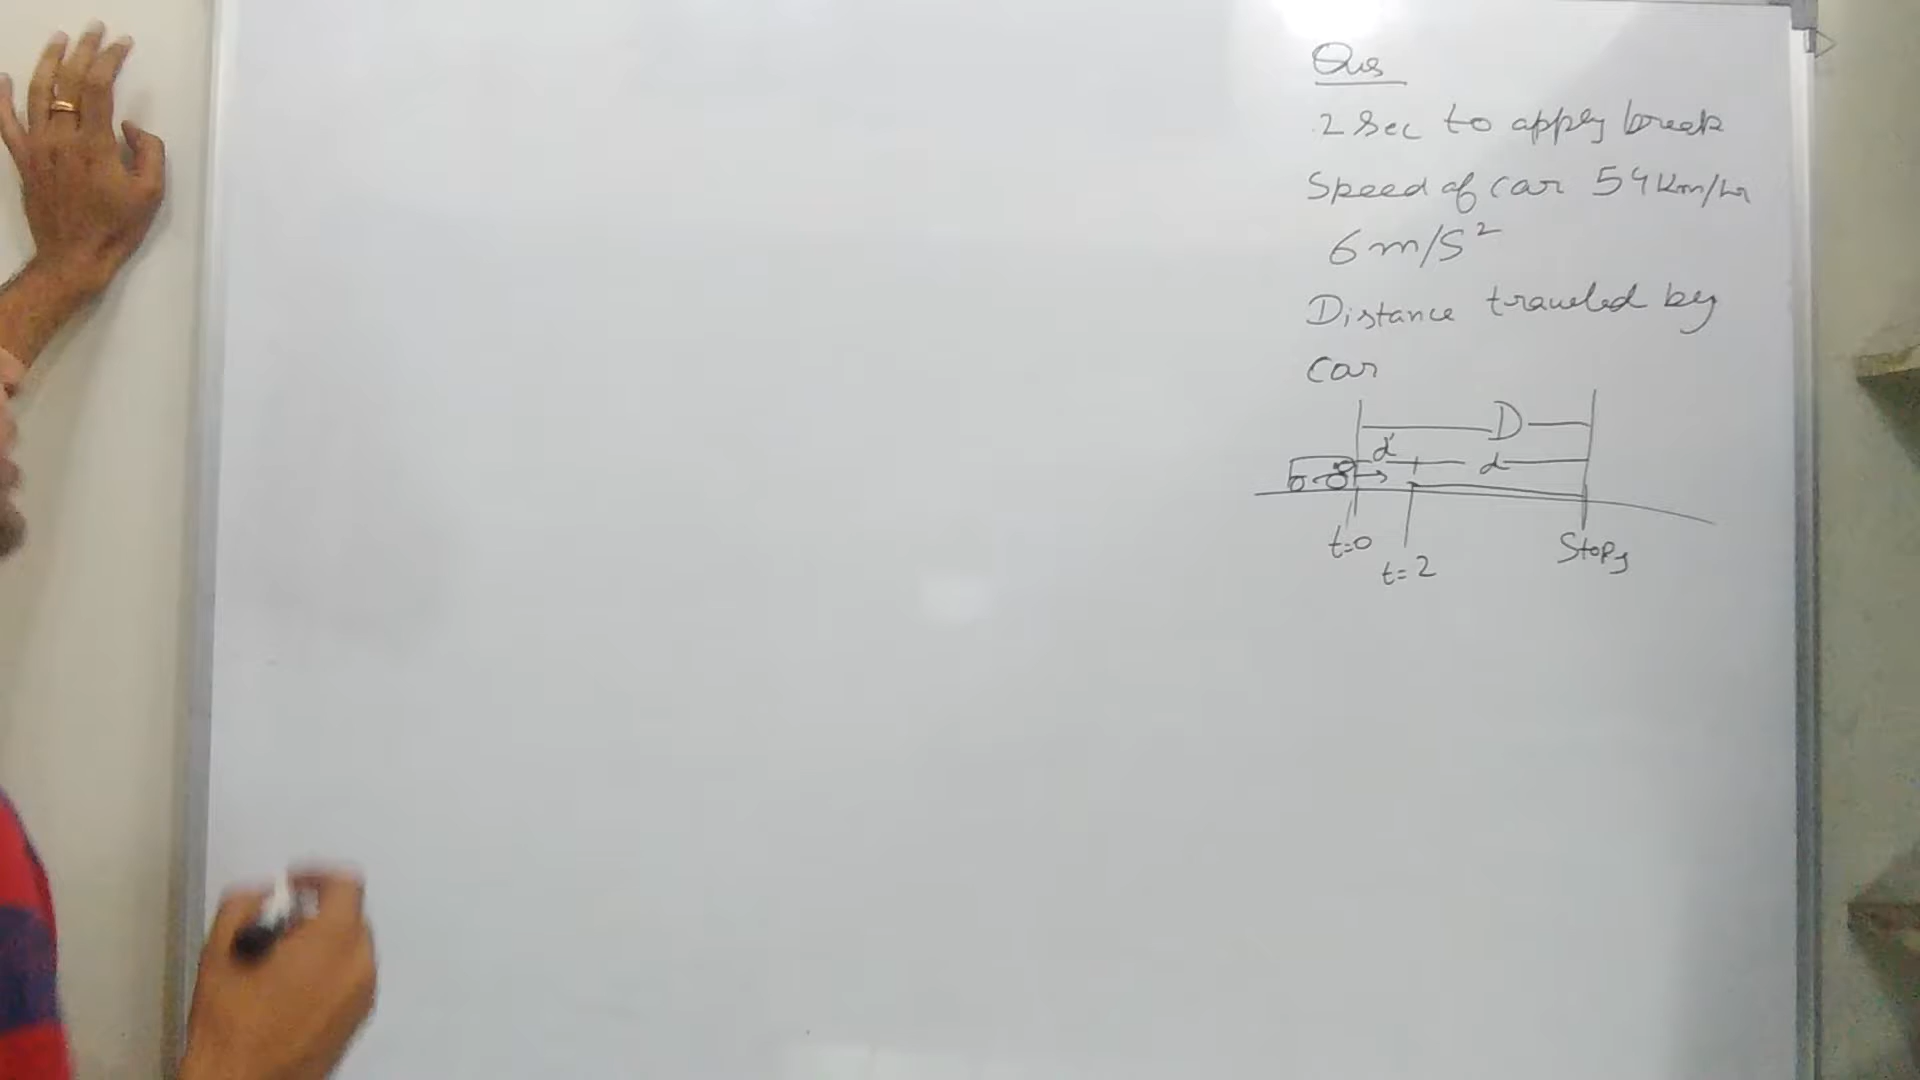 Ques
2 sec to apply break
Speed of car 54 km/hr
6 m/s²
Distance traveled by
car
D
d' d
t=0
t=2
Stops